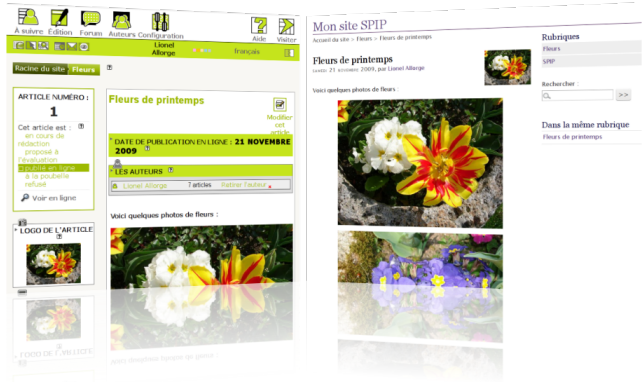 À suivre Édition Forum Auteurs Configuration Aide Visiter
Lionel Allorge
français
Racine du site Fleurs
ARTICLE NUMÉRO :
1
Cet article est :
en cours de
rédaction
proposé à
l'évaluation
publié en ligne
à la poubelle
refusé
Voir en ligne
LOGO DE L'ARTICLE
Fleurs de printemps
Modifier
cet
article
DATE DE PUBLICATION EN LIGNE : 21 NOVEMBRE
2009
LES AUTEURS
Lionel Allorge 7 articles Retirer l'auteur
Voici quelques photos de fleurs :
Mon site SPIP
Accueil du site > Fleurs > Fleurs de printemps
Fleurs de printemps
samedi 21 novembre 2009, par Lionel Allorge
Voici quelques photos de fleurs :
Rubriques
Fleurs
SPIP
Rechercher :
>>
Dans la même rubrique
Fleurs de printemps